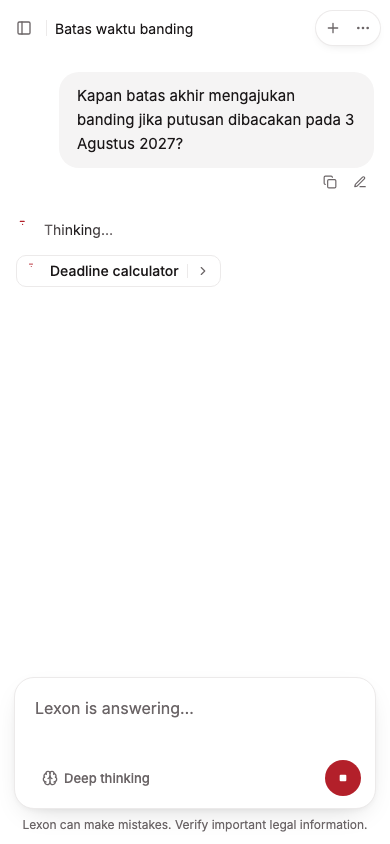 Batas waktu banding
Kapan batas akhir mengajukan
banding jika putusan dibacakan pada 3
Agustus 2027?
Thinking...
Deadline calculator
Lexon is answering...
Deep thinking
Lexon can make mistakes. Verify important legal information.